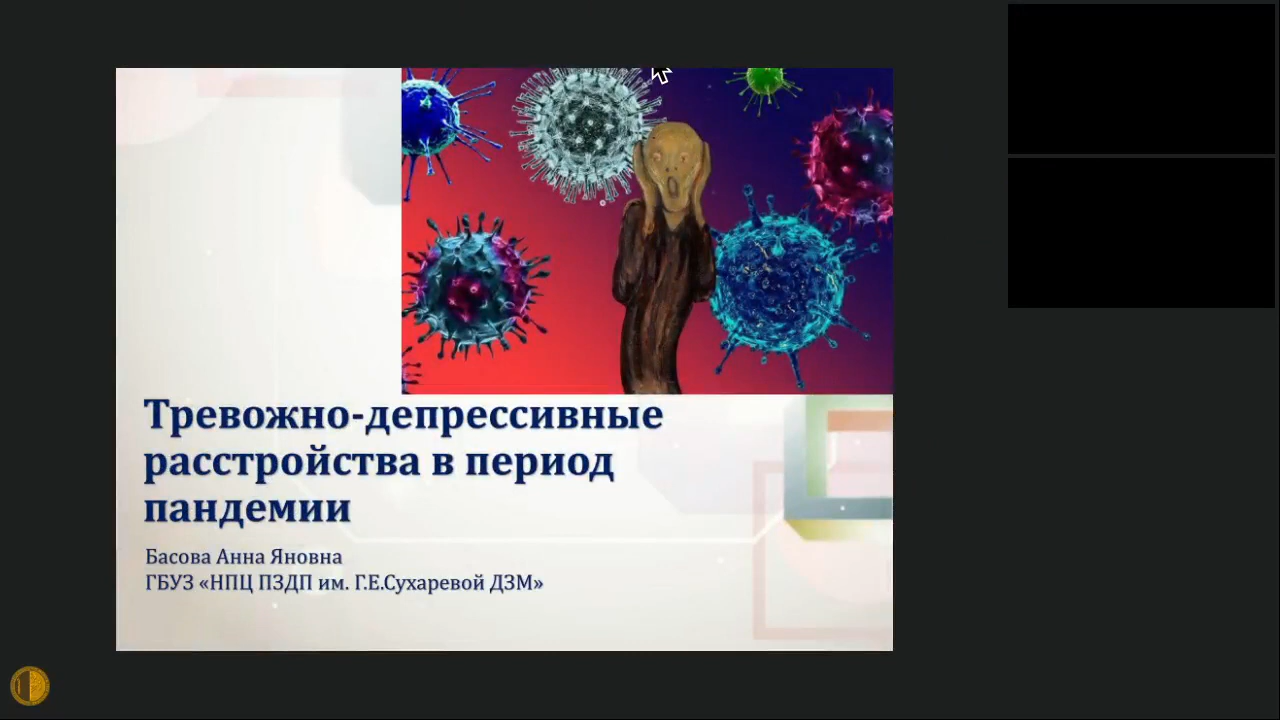 Тревожно-депрессивные
расстройства в период
пандемии
Басова Анна Яновна
ГБУЗ «НПЦ ПЗДП им. Г.Е.Сухаревой ДЗМ»